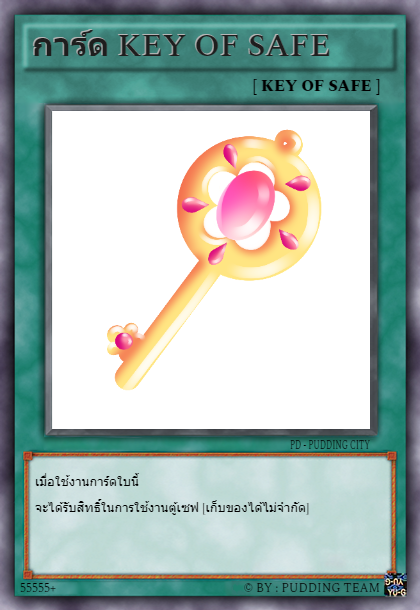 การ์ด KEY OF SAFE
[ KEY OF SAFE ]
PD - PUDDING CITY
เมื่อใช้งานการ์ดใบนี้
จะได้รับสิทธิ์ในการใช้งานตู้เซฟ |เก็บของได้ไม่จำกัด|
55555+
© BY : PUDDING TEAM